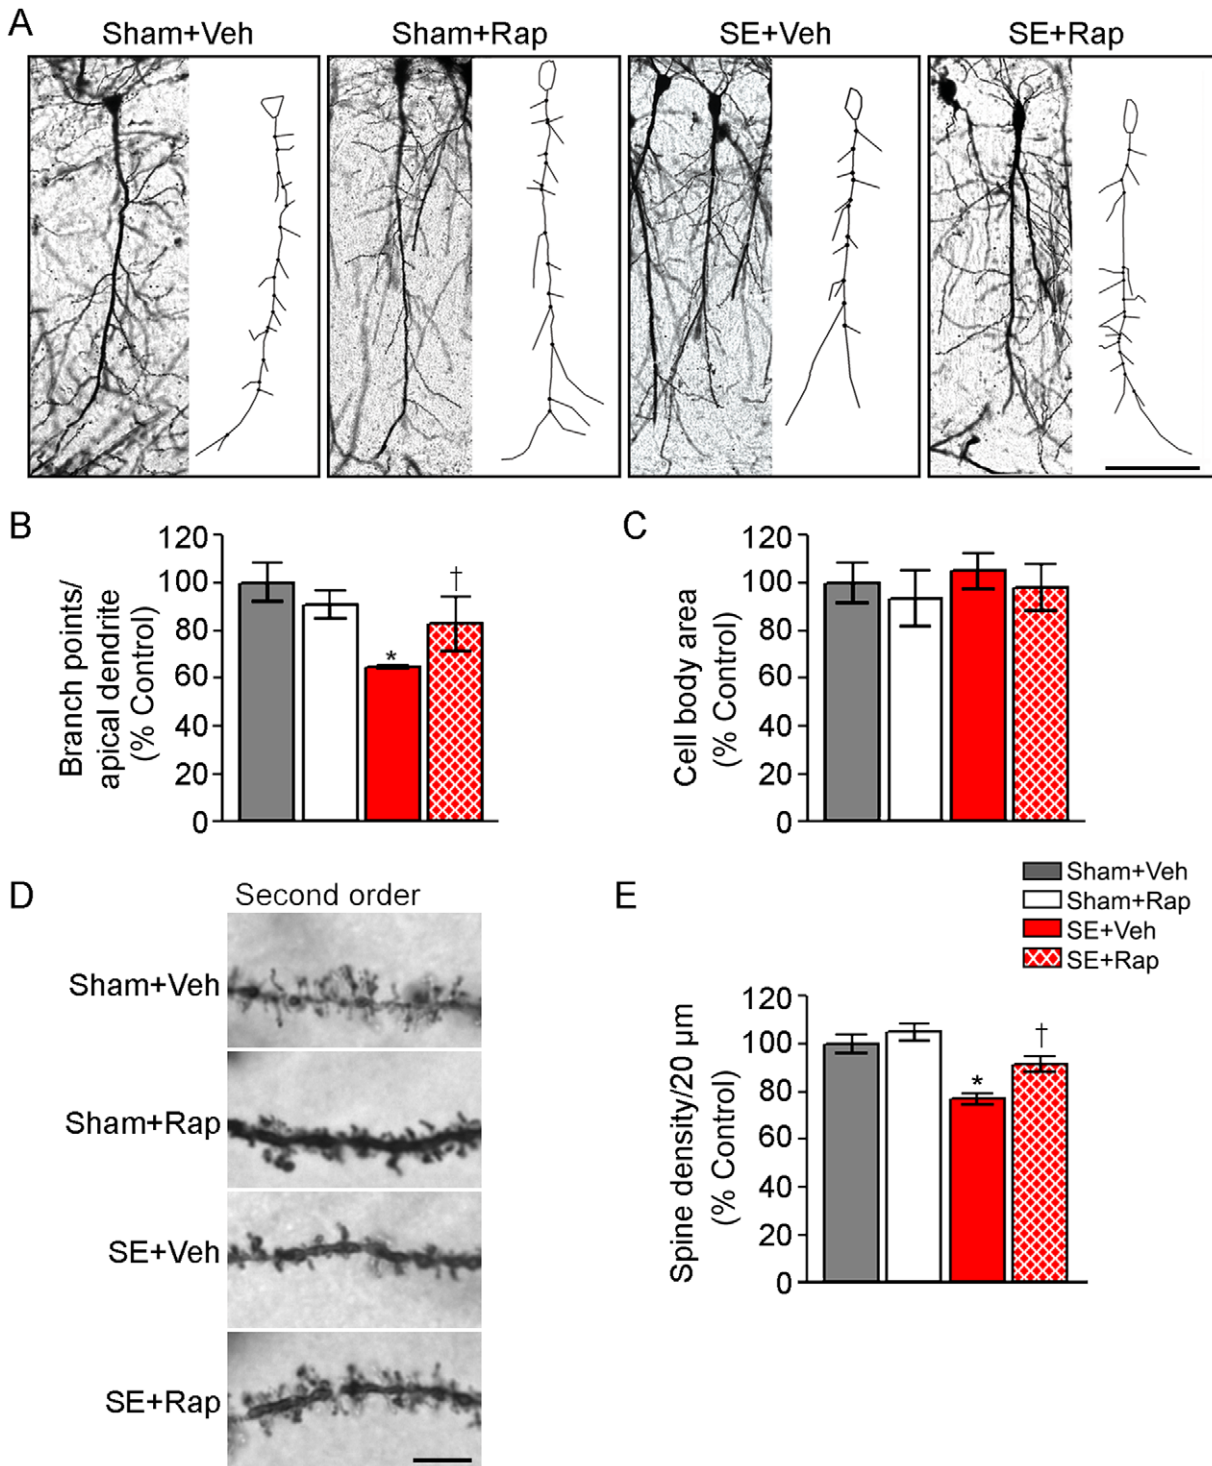 A
Sham+Veh
Sham+Rap
SE+Veh
SE+Rap
B
Branch points/
apical dendrite
(% Control)
120
100
80
60
40
20
0
*
†
C
Cell body area
(% Control)
120
100
80
60
40
20
0
D
Second order
Sham+Veh
Sham+Rap
SE+Veh
SE+Rap
E
Sham+Veh
Sham+Rap
SE+Veh
SE+Rap
Spine density/20 µm
(% Control)
120
100
80
60
40
20
0
*
†